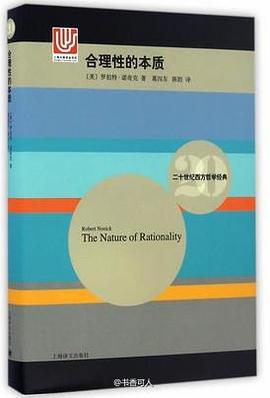 合理性的本质
(美)罗伯特·诺奇克 著 葛四友 陈昉 译
20
二十世纪西方哲学经典
Robert Nozick
The Nature of Rationality
上海译文出版社
@书香可人